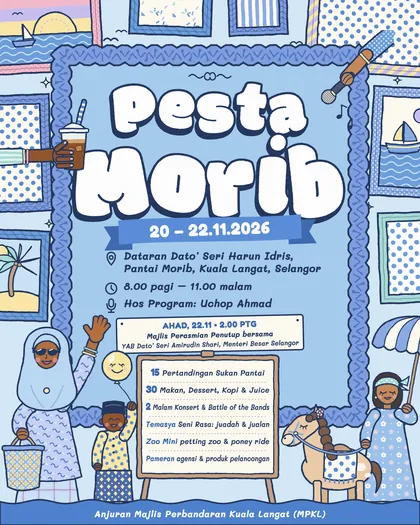 Pesta
Morib
20 – 22.11.2026
Dataran Dato' Seri Harun Idris,
Pantai Morib, Kuala Langat, Selangor
8.00 pagi – 11.00 malam
Hos Program: Uchop Ahmad
AHAD, 22.11 • 2.00 PTG
Majlis Perasmian Penutup bersama
YAB Dato' Seri Amirudin Shari, Menteri Besar Selangor
15 Pertandingan Sukan Pantai
30 Makan, Dessert, Kopi & Juice
2 Malam Konsert & Battle of the Bands
Temasya Seni Rasa: juadah & jualan
Zoo Mini petting zoo & poney ride
Pameran agensi & produk pelancongan
Anjuran Majlis Perbandaran Kuala Langat (MPKL)